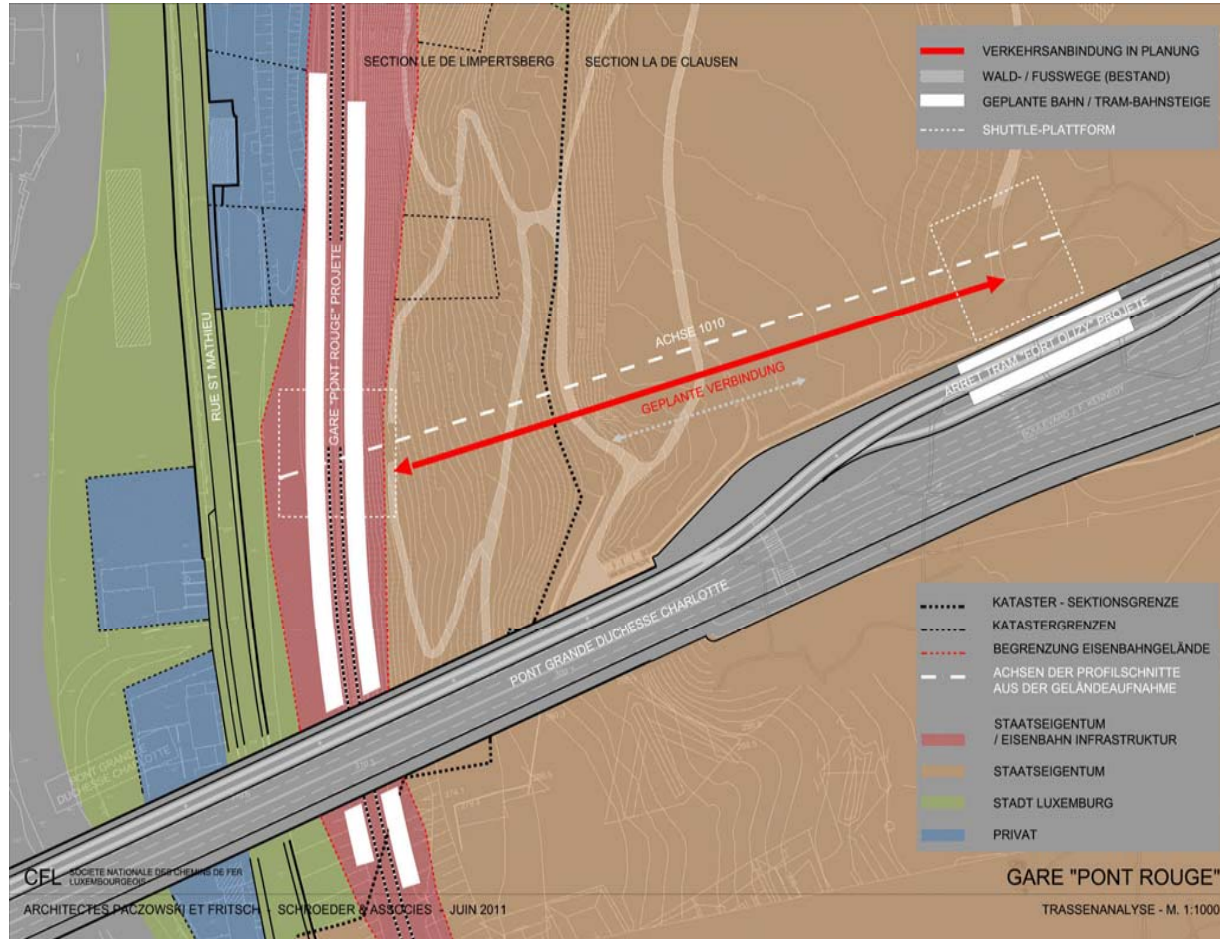 SECTION LE DE LIMPERTSBERG
SECTION LA DE CLAUSEN
VERKEHRSANBINDUNG IN PLANUNG
WALD- / FUSSWEGE (BESTAND)
GEPLANTE BAHN / TRAM-BAHNSTEIGE
SHUTTLE-PLATTFORM
RUE ST MATHIEU
GARE "PONT ROUGE" PROJETE
ACHSE 1010
GEPLANTE VERBINDUNG
ARRET TRAM "FORT OLIZY" PROJETE
PONT GRANDE DUCHESSE CHARLOTTE
PONT GRANDE
DUCHESSE CHARLOTTE
KATASTER - SEKTIONSGRENZE
KATASTERGRENZEN
BEGRENZUNG EISENBAHNGELÄNDE
ACHSEN DER PROFILSCHNITTE
AUS DER GELÄNDEAUFNAHME
STAATSEIGENTUM
/ EISENBAHN INFRASTRUKTUR
STAATSEIGENTUM
STADT LUXEMBURG
PRIVAT
CFL SOCIETE NATIONALE DES CHEMINS DE FER
LUXEMBOURGEOIS
GARE "PONT ROUGE"
ARCHITECTES PACZOWSKI ET FRITSCH - SCHROEDER & ASSOCIES - JUIN 2011
TRASSENANALYSE - M. 1:1000